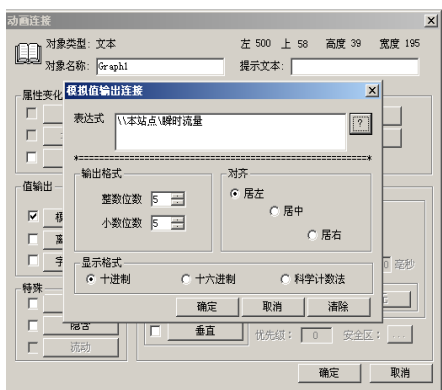 动画连接
对象类型: 文本 左 500 上 58 高度 39 宽度 195
对象名称: Graph1 提示文本:
属性变化
模拟值输出连接
表达式 \\本站点\瞬时流量 ?
输出格式 对齐
整数位数 5 居左
居中
小数位数 5
居右
显示格式
十进制 十六进制 科学计数法
确定 取消 清除
值输出
模
离
字
0 毫秒
特殊
隐含 垂直 优先级: 0 安全区: ...
流动
确定 取消